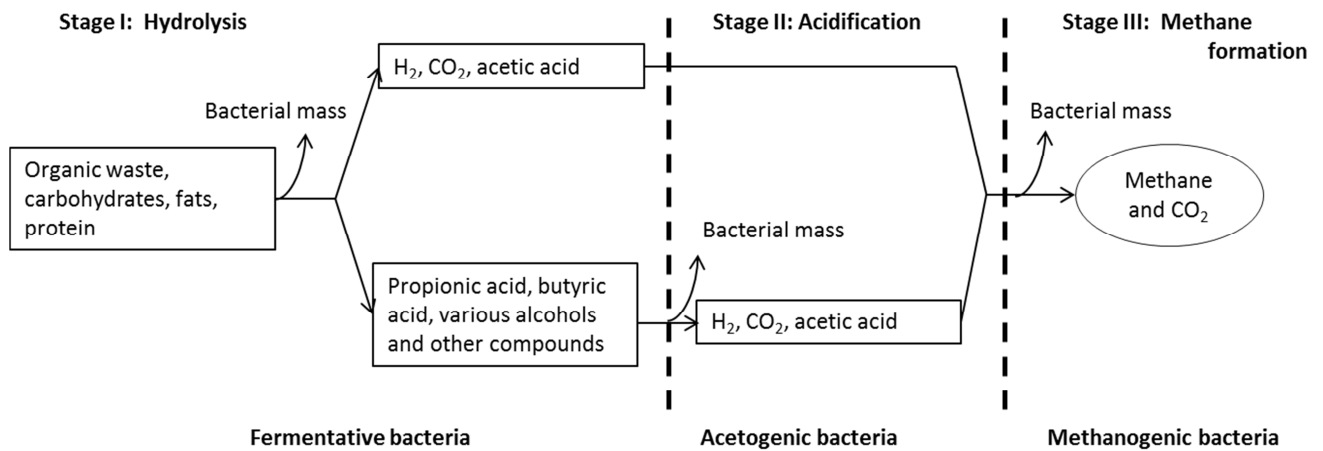 Stage I: Hydrolysis
Stage II: Acidification
Stage III: Methane
formation
H₂, CO₂, acetic acid
Bacterial mass
Bacterial mass
Organic waste,
carbohydrates, fats,
protein
Methane
and CO₂
Bacterial mass
Propionic acid, butyric
acid, various alcohols
and other compounds
H₂, CO₂, acetic acid
Fermentative bacteria
Acetogenic bacteria
Methanogenic bacteria